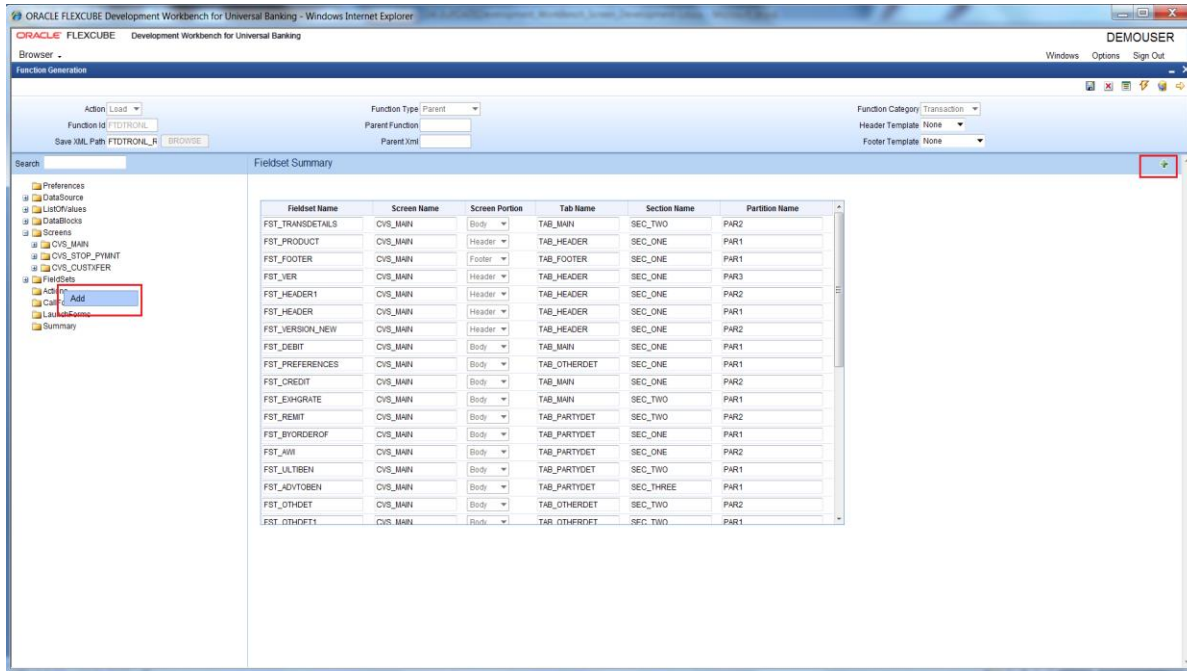 ORACLE FLEXCUBE Development Workbench for Universal Banking - Windows Internet Explorer
ORACLE FLEXCUBE Development Workbench for Universal Banking DEMOUSER
Browser Windows Options Sign Out
Function Generation
Action Load Function Type Parent Function Category Transaction
Function Id FTDTRONL Parent Function Header Template None
Save XML Path FTDTRONL_R BROWSE Parent Xml Footer Template None
Search Fieldset Summary
Preferences
DataSource
ListOfValues
DataBlocks
Screens
CVS_MAIN
CVS_STOP_PYMNT
CVS_CUSTXFER
FieldSets
Actions
Add
LaunchForms
Summary
Fieldset Name Screen Name Screen Portion Tab Name Section Name Partition Name
FST_TRANSDETAILS CVS_MAIN Body TAB_MAIN SEC_TWO PAR2
FST_PRODUCT CVS_MAIN Header TAB_HEADER SEC_ONE PAR1
FST_FOOTER CVS_MAIN Footer TAB_FOOTER SEC_ONE PAR1
FST_VER CVS_MAIN Header TAB_HEADER SEC_ONE PAR3
FST_HEADER1 CVS_MAIN Header TAB_HEADER SEC_ONE PAR2
FST_HEADER CVS_MAIN Header TAB_HEADER SEC_ONE PAR1
FST_VERSION_NEW CVS_MAIN Header TAB_HEADER SEC_ONE PAR2
FST_DEBIT CVS_MAIN Body TAB_MAIN SEC_ONE PAR1
FST_PREFERENCES CVS_MAIN Body TAB_OTHERDET SEC_ONE PAR1
FST_CREDIT CVS_MAIN Body TAB_MAIN SEC_ONE PAR2
FST_EXHGRATE CVS_MAIN Body TAB_MAIN SEC_TWO PAR1
FST_REMIT CVS_MAIN Body TAB_PARTYDET SEC_TWO PAR2
FST_BYORDEROF CVS_MAIN Body TAB_PARTYDET SEC_ONE PAR1
FST_AWI CVS_MAIN Body TAB_PARTYDET SEC_ONE PAR2
FST_ULTIBEN CVS_MAIN Body TAB_PARTYDET SEC_TWO PAR1
FST_ADVTOBEN CVS_MAIN Body TAB_PARTYDET SEC_THREE PAR1
FST_OTHDET CVS_MAIN Body TAB_OTHERDET SEC_TWO PAR2
FST_OTHDET1 CVS_MAIN Body TAB_OTHERDET SEC_TWO PAR1